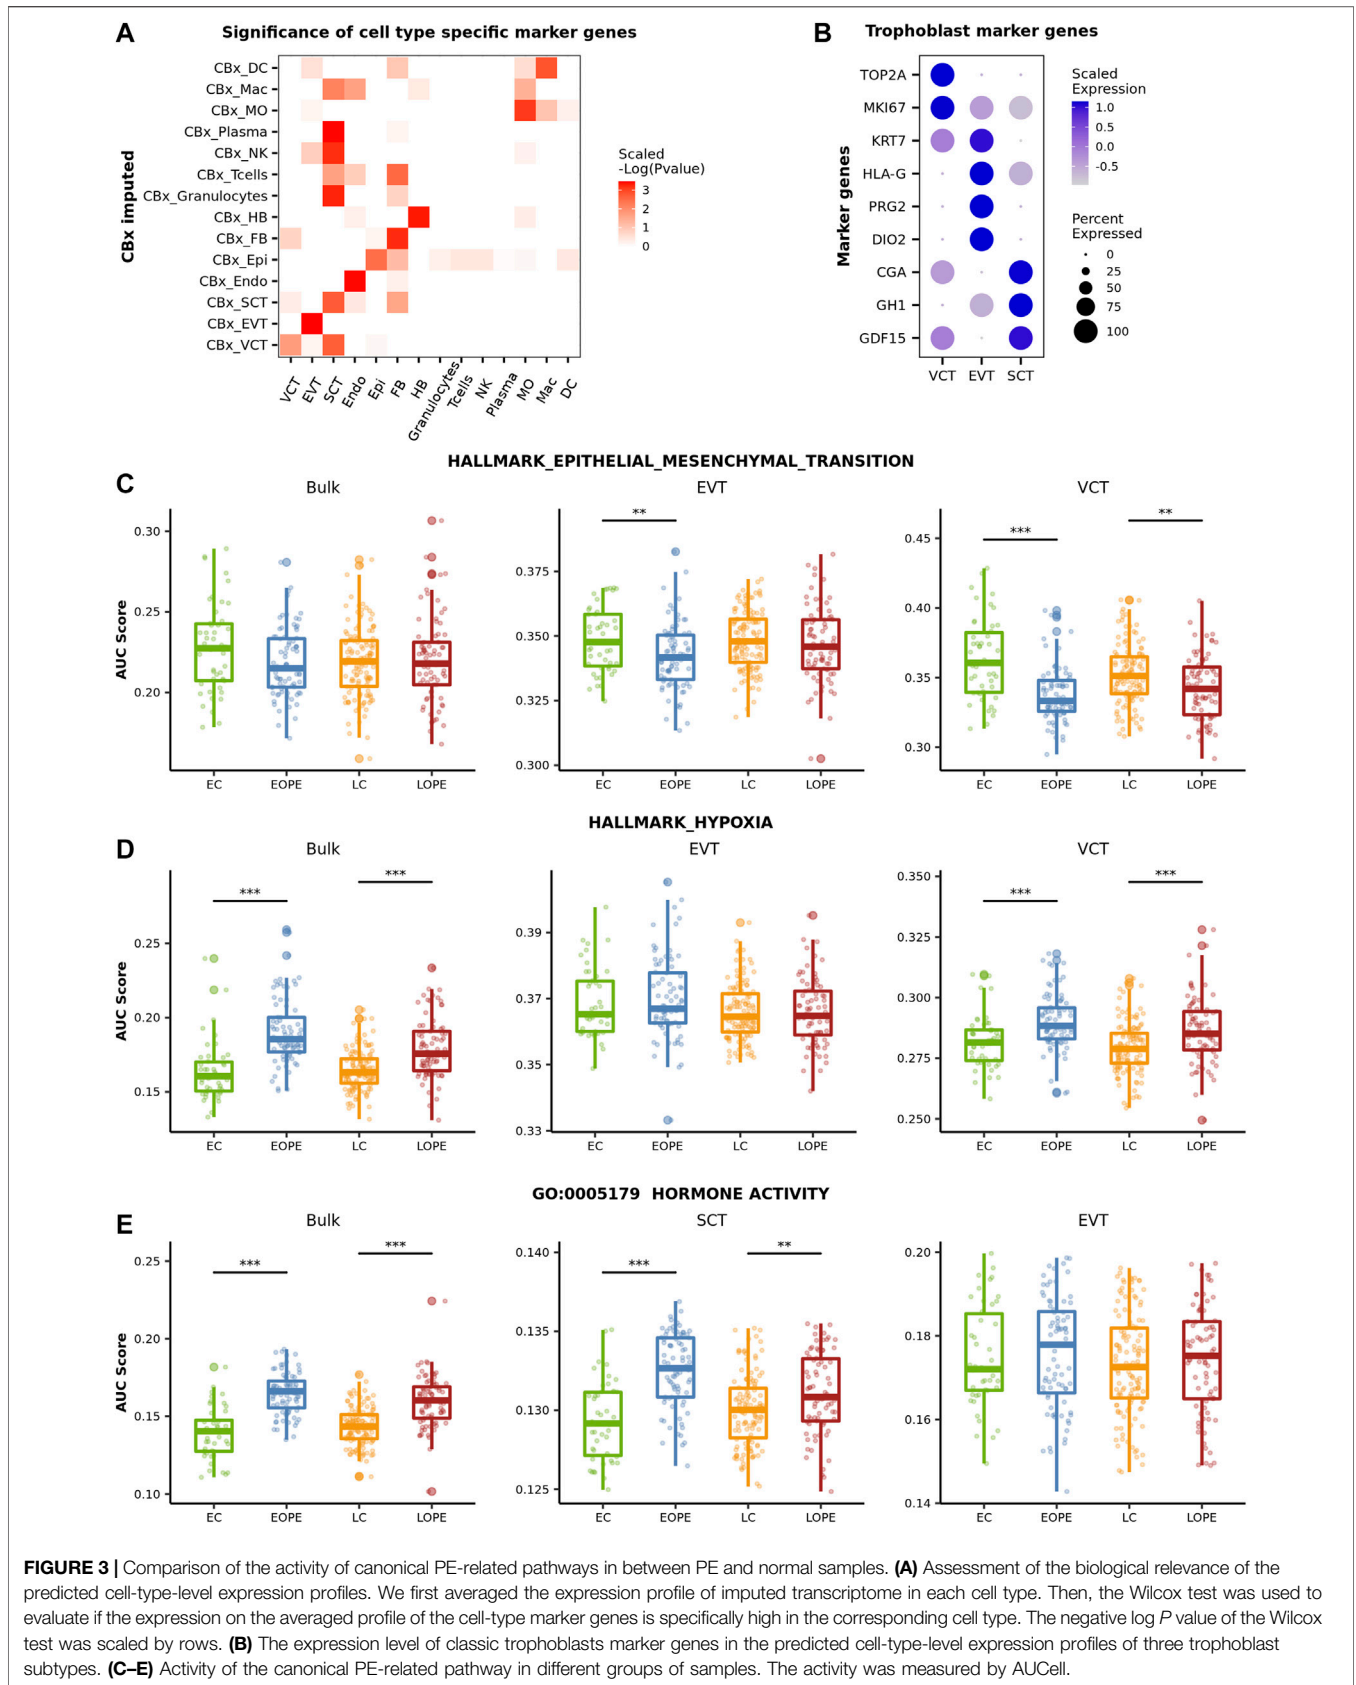 A
Significance of cell type specific marker genes
CBx imputed
CBx_DC
CBx_Mac
CBx_MO
CBx_Plasma
CBx_NK
CBx_Tcells
CBx_Granulocytes
CBx_HB
CBx_FB
CBx_Epi
CBx_Endo
CBx_SCT
CBx_EVT
CBx_VCT
VCT EVT SCT Endo Epi FB HB Granulocytes Tcells NK Plasma MO Mac DC
Scaled
-Log(Pvalue)
3
2
1
0
B
Trophoblast marker genes
Marker genes
TOP2A
MKI67
KRT7
HLA-G
PRG2
DIO2
CGA
GH1
GDF15
VCT EVT SCT
Scaled
Expression
1.0
0.5
0.0
-0.5
Percent
Expressed
0
25
50
75
100
HALLMARK_EPITHELIAL_MESENCHYMAL_TRANSITION
C
Bulk
AUC Score
0.30
0.25
0.20
EC EOPE LC LOPE
EVT
**
0.375
0.350
0.325
0.300
EC EOPE LC LOPE
VCT
*** **
0.45
0.40
0.35
0.30
EC EOPE LC LOPE
HALLMARK_HYPOXIA
D
Bulk
*** ***
AUC Score
0.25
0.20
0.15
EC EOPE LC LOPE
EVT
0.39
0.37
0.35
0.33
EC EOPE LC LOPE
VCT
*** ***
0.350
0.325
0.300
0.275
0.250
EC EOPE LC LOPE
GO:0005179 HORMONE ACTIVITY
E
Bulk
*** ***
AUC Score
0.25
0.20
0.15
0.10
EC EOPE LC LOPE
SCT
*** **
0.140
0.135
0.130
0.125
EC EOPE LC LOPE
EVT
0.20
0.18
0.16
0.14
EC EOPE LC LOPE
FIGURE 3 | Comparison of the activity of canonical PE-related pathways in between PE and normal samples. (A) Assessment of the biological relevance of the
predicted cell-type-level expression profiles. We first averaged the expression profile of imputed transcriptome in each cell type. Then, the Wilcox test was used to
evaluate if the expression on the averaged profile of the cell-type marker genes is specifically high in the corresponding cell type. The negative log P value of the Wilcox
test was scaled by rows. (B) The expression level of classic trophoblasts marker genes in the predicted cell-type-level expression profiles of three trophoblast
subtypes. (C–E) Activity of the canonical PE-related pathway in different groups of samples. The activity was measured by AUCell.